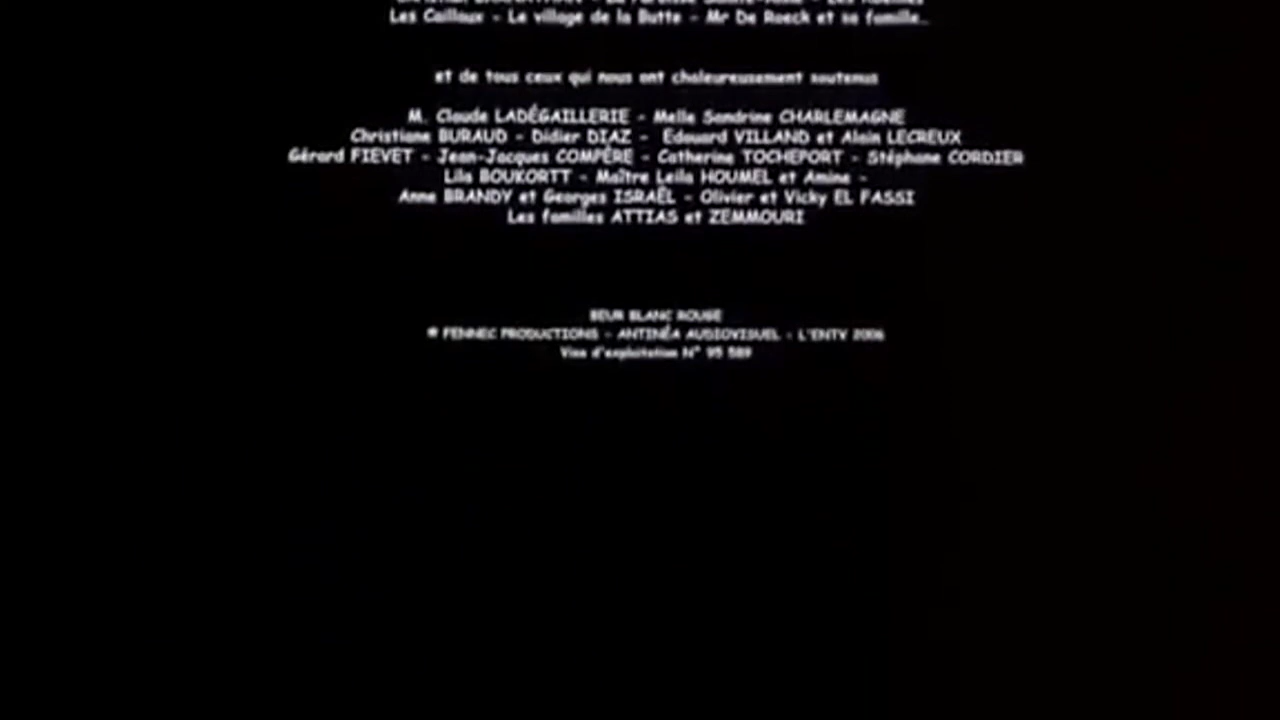 Les Cailloux - Le village de la Butte - Mr De Roeck et sa famille..
et de tous ceux qui nous ont chaleureusement soutenus
M. Claude LADÉGAILLERIE - Melle Sandrine CHARLEMAGNE
Christiane BURAUD - Didier DIAZ - Edouard VILLAND et Alain LECREUX
Gérard FIEVET - Jean-Jacques COMPÈRE - Catherine TOCHEPORT - Stéphane CORDIER
Lila BOUKORTT - Maître Leila HOUMEL et Amine -
Anne BRANDY et Georges ISRAËL - Olivier et Vicky EL FASSI
Les familles ATTIAS et ZEMMOURI
BEUR BLANC ROUGE
© FENNEC PRODUCTIONS - ANTINÉA AUDIOVISUEL - L'ENTV 2006
Visa d'exploitation N° 95 589